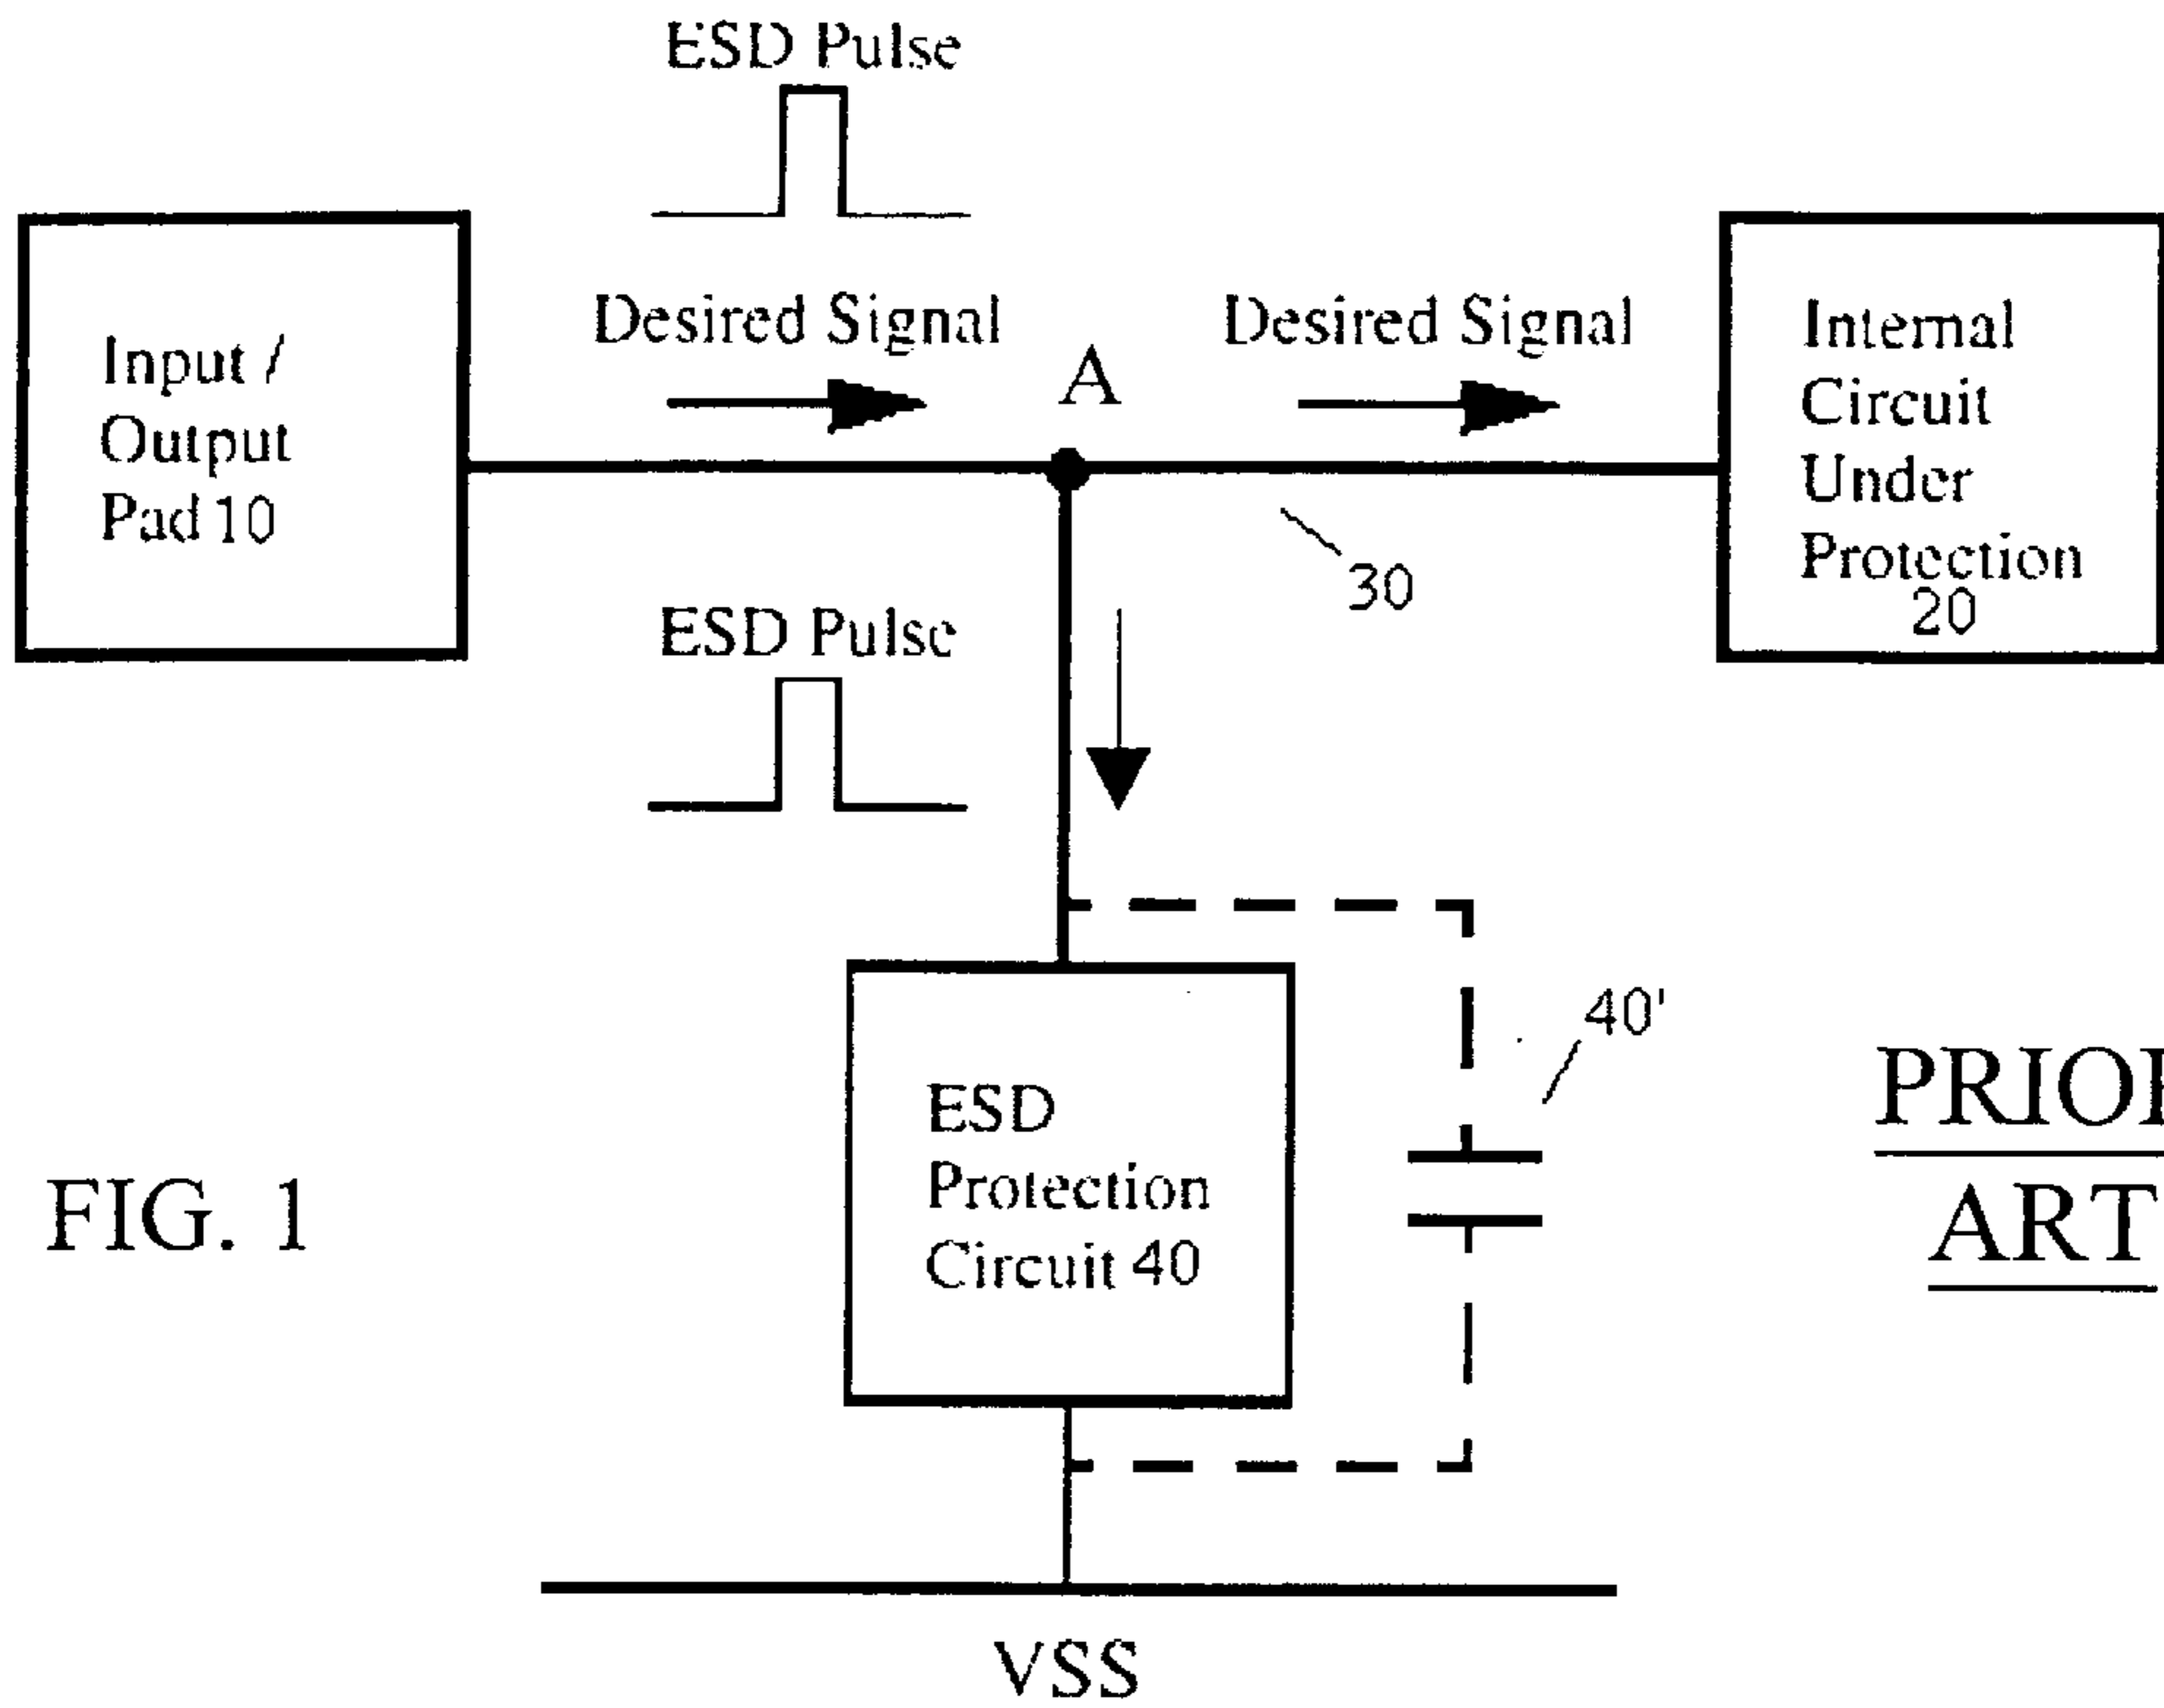 ESD Pulse
Desired Signal
Desired Signal
A
Input /
Output
Pad 10
Internal
Circuit
Under
Protection
20
30
ESD Pulse
40'
ESD
Protection
Circuit 40
PRIOR
ART
FIG. 1
VSS